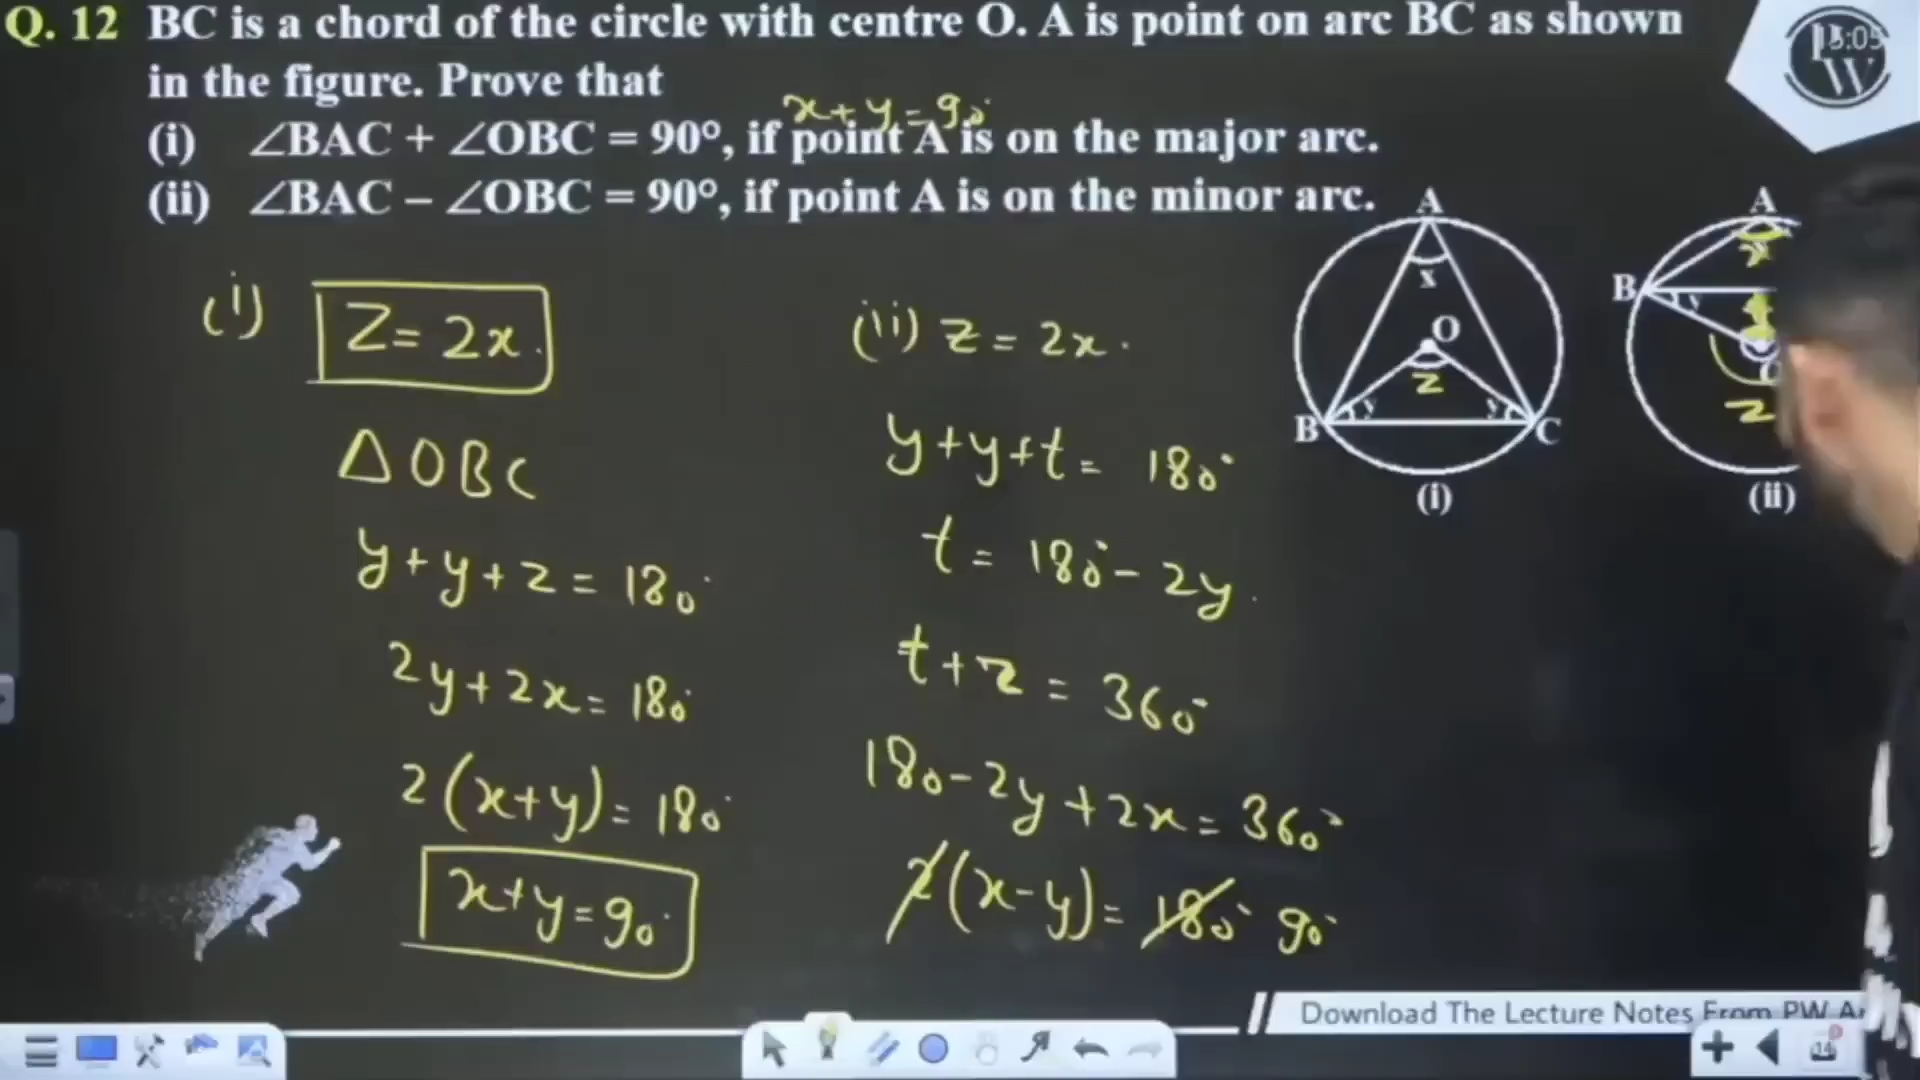 Q. 12 BC is a chord of the circle with centre O. A is point on arc BC as shown
in the figure. Prove that
x+y=90°
(i) ∠BAC + ∠OBC = 90°, if point A is on the major arc.
(ii) ∠BAC – ∠OBC = 90°, if point A is on the minor arc.
(i) Z = 2x.
△OBC
y+y+z = 180°
2y+2x = 180°
2(x+y) = 180°
x+y = 90°
(ii) z = 2x.
y+y+t = 180°
t = 180° - 2y.
t+z = 360°
180-2y+2x = 360°
2(x-y) = 180° 90°
A
x
O
z
B
y
y
C
(i)
A
x
B
y
z
(ii)
PW
Download The Lecture Notes From PW A
14